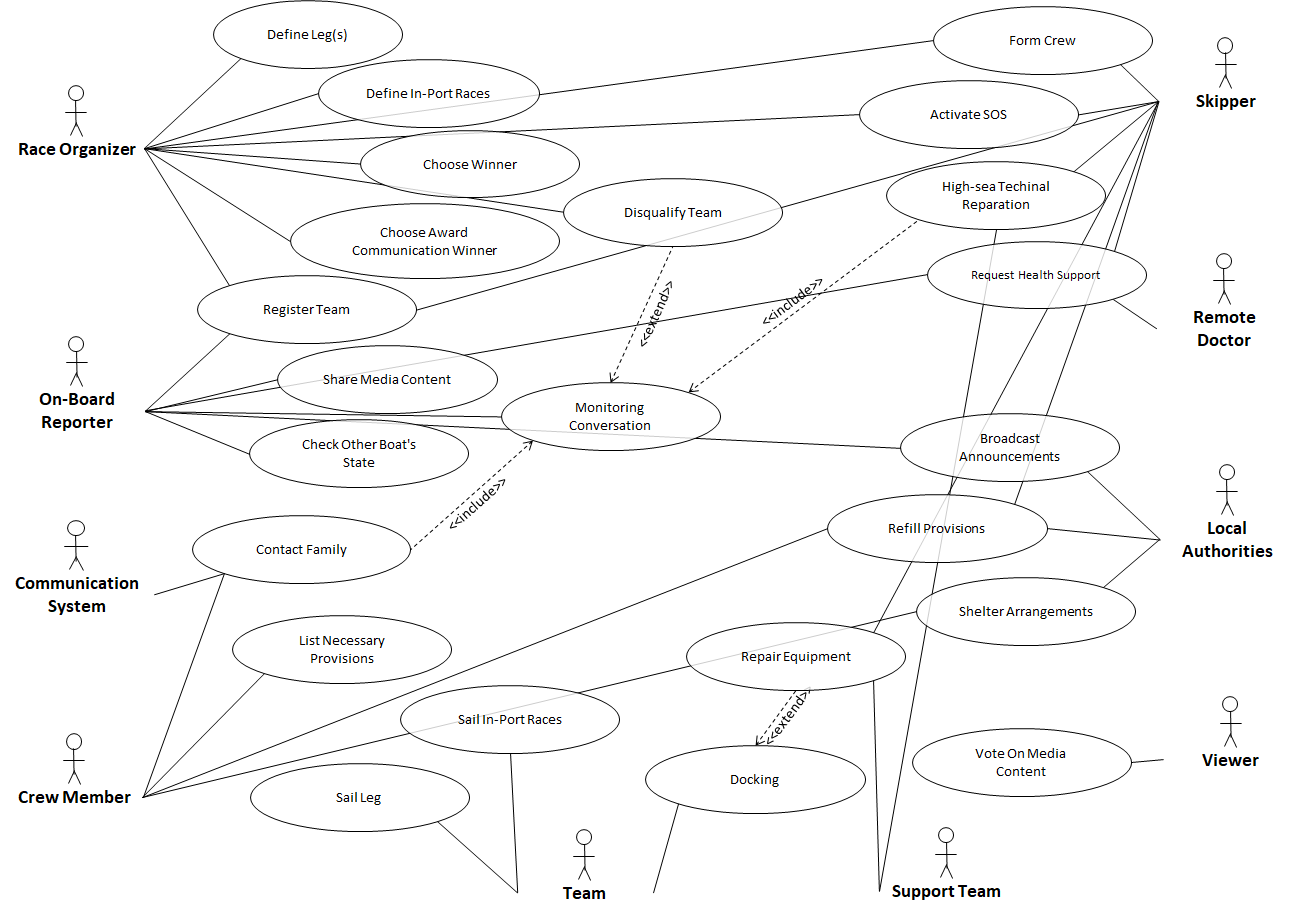 Define Leg(s)
Form Crew
Define In-Port Races
Skipper
Activate SOS
Race Organizer
Choose Winner
High-sea Techinal
Reparation
Disqualify Team
Choose Award
Communication Winner
Request Health Support
Register Team
<<extend>>
<<include>>
Remote
Doctor
Share Media Content
On-Board
Reporter
Monitoring
Conversation
Check Other Boat's
State
Broadcast
Announcements
<<include>>
Refill Provisions
Local
Authorities
Contact Family
Communication
System
Shelter Arrangements
List Necessary
Provisions
Repair Equipment
Sail In-Port Races
<<extend>>
Vote On Media
Content
Viewer
Docking
Crew Member
Sail Leg
Team
Support Team